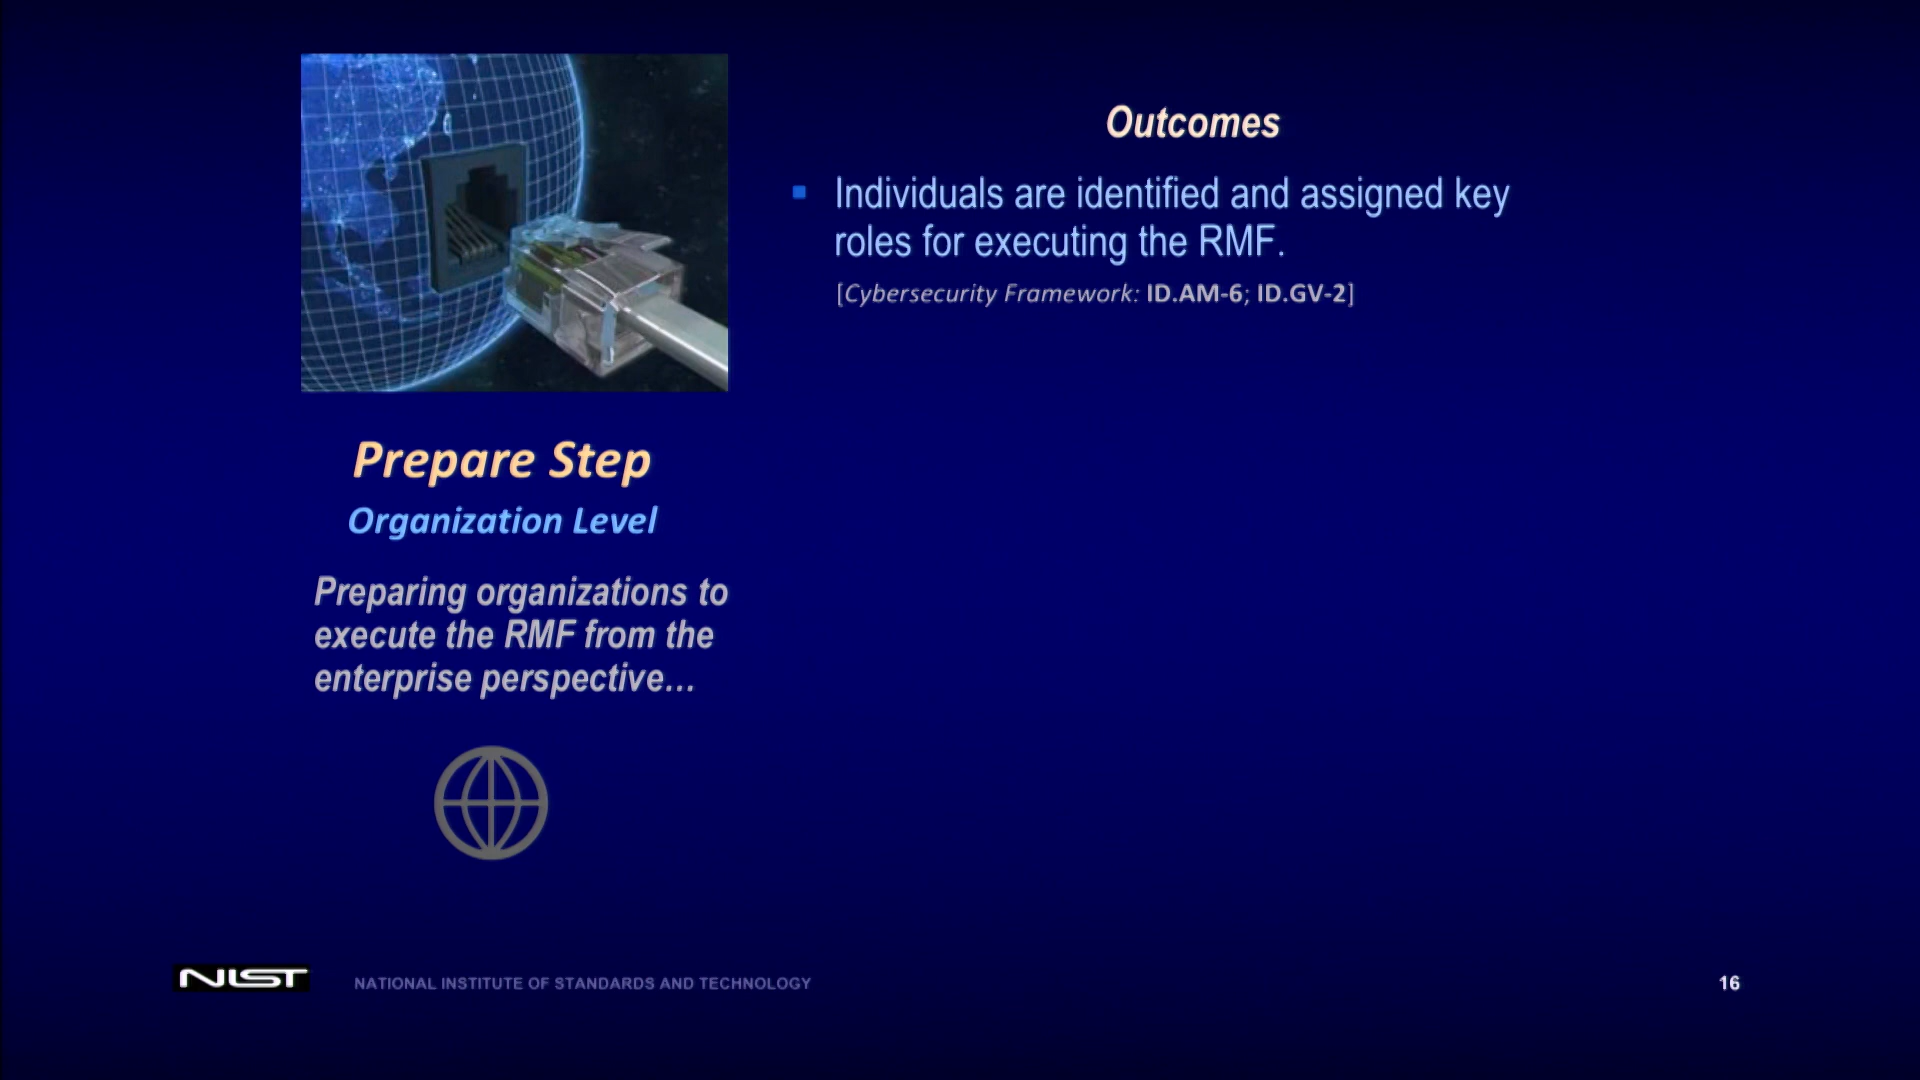 Outcomes
▪ Individuals are identified and assigned key
roles for executing the RMF.
[Cybersecurity Framework: ID.AM-6; ID.GV-2]
Prepare Step
Organization Level
Preparing organizations to
execute the RMF from the
enterprise perspective…
NIST
NATIONAL INSTITUTE OF STANDARDS AND TECHNOLOGY
16